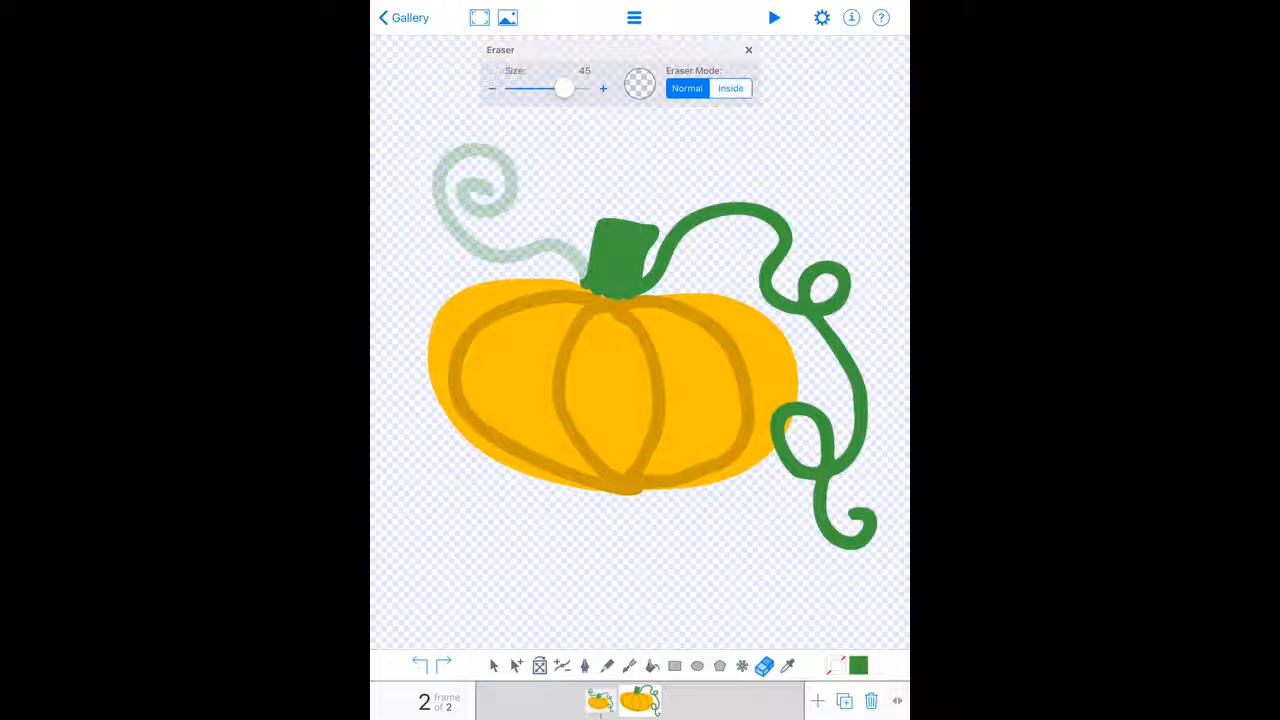 Gallery
Eraser
Size: 45
Eraser Mode:
Normal Inside
2 frame
of 2